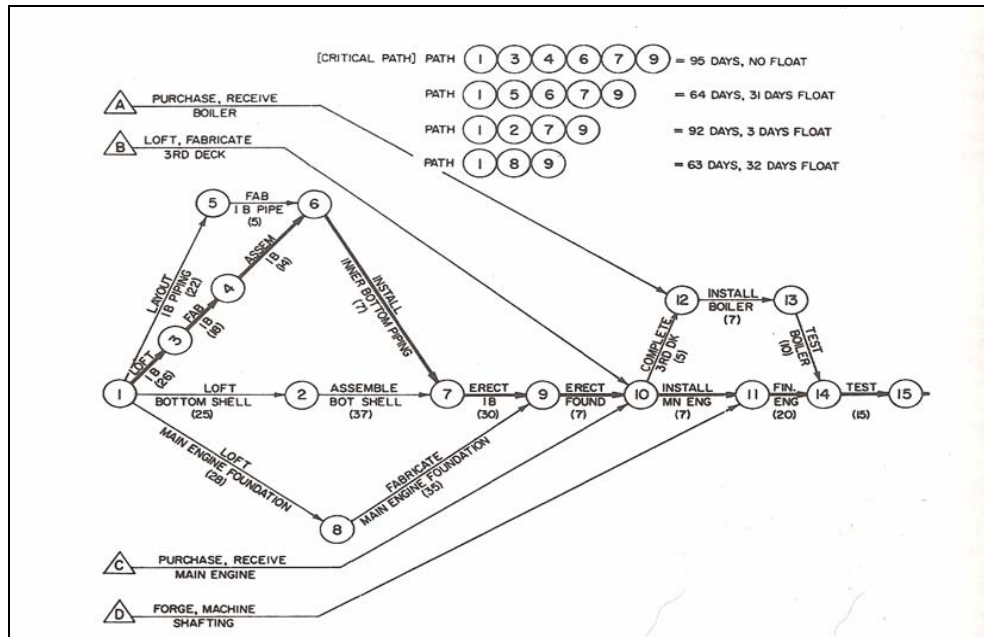 [CRITICAL PATH] PATH 1 3 4 6 7 9 = 95 DAYS, NO FLOAT
PATH 1 5 6 7 9 = 64 DAYS, 31 DAYS FLOAT
PATH 1 2 7 9 = 92 DAYS, 3 DAYS FLOAT
PATH 1 8 9 = 63 DAYS, 32 DAYS FLOAT
A
PURCHASE, RECEIVE
BOILER
B
LOFT, FABRICATE
3RD DECK
5
FAB
I B PIPE
(5)
6
LAYOUT
IB PIPING
(22)
FAB
IB
(18)
4
ASSEM
IB
(14)
INSTALL
INNER BOTTOM PIPING
(7)
3
LOFT
IB
(26)
1
LOFT
BOTTOM SHELL
(25)
2
ASSEMBLE
BOT SHELL
(37)
7
ERECT
IB
(30)
9
ERECT
FOUND
(7)
10
INSTALL
MN ENG
(7)
11
FIN.
ENG
(20)
14
TEST
(15)
15
COMPLETE
3RD DK
(5)
12
INSTALL
BOILER
(7)
13
TEST
BOILER
(10)
LOFT
MAIN ENGINE FOUNDATION
(28)
8
FABRICATE
MAIN ENGINE FOUNDATION
(35)
C
PURCHASE, RECEIVE
MAIN ENGINE
D
FORGE, MACHINE
SHAFTING